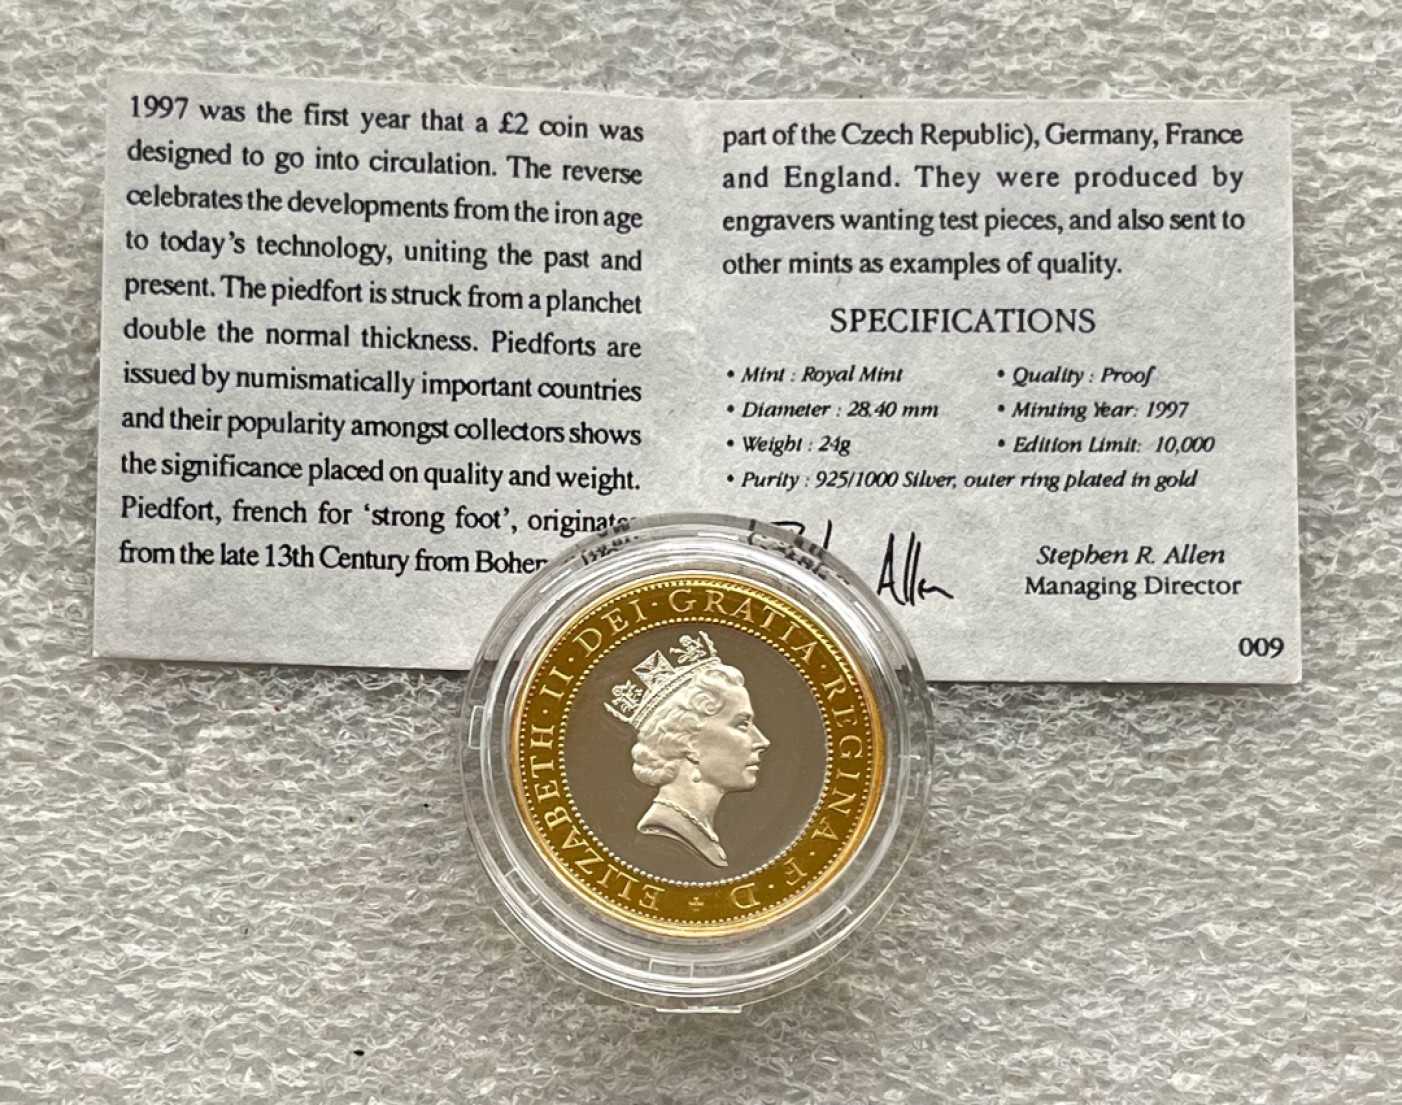 1997 was the first year that a £2 coin was
designed to go into circulation. The reverse
celebrates the developments from the iron age
to today's technology, uniting the past and
present. The piedfort is struck from a planchet
double the normal thickness. Piedforts are
issued by numismatically important countries
and their popularity amongst collectors shows
the significance placed on quality and weight.
Piedfort, french for 'strong foot',
from the late 13th Century from
part of the Czech Republic), Germany, France
and England. They were produced by
engravers wanting test pieces, and also sent to
other mints as examples of quality.
SPECIFICATIONS
• Mint : Royal Mint
• Diameter : 28.40 mm
• Weight : 24g
• Quality : Proof
• Minting Year: 1997
• Edition Limit: 10,000
• Purity : 925/1000 Silver, outer ring plated in gold
Allen
Stephen R. Allen
Managing Director
009
ELIZABETH·II·DEI·GRATIA·REGINA·F·D